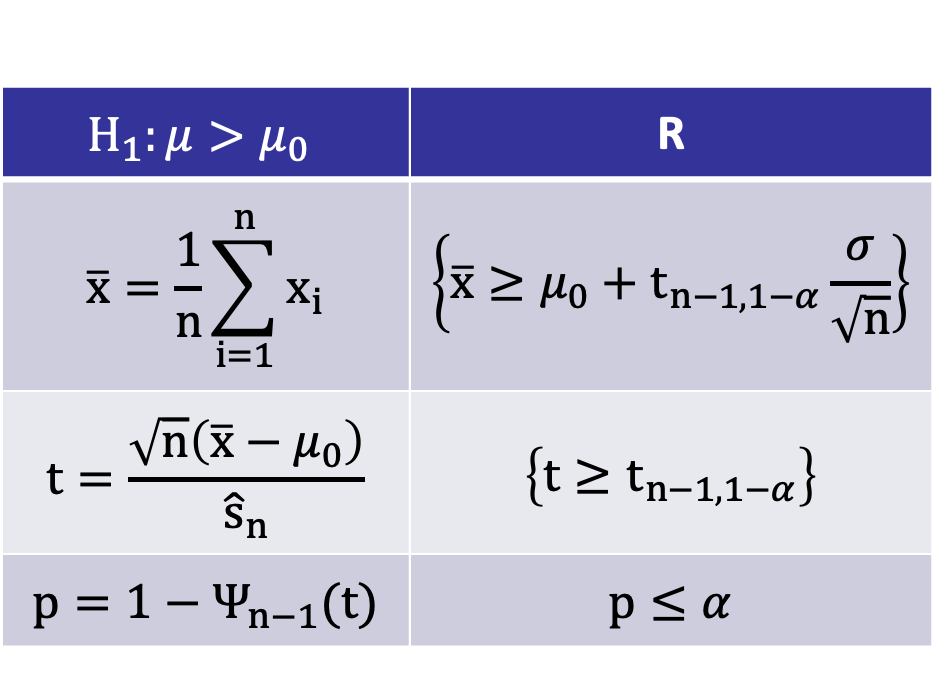 H₁: μ > μ₀
R
x̄ = 1/n ∑ᵢ₌₁ⁿ xᵢ
{x̄ ≥ μ₀ + tₙ₋₁,₁₋α σ/√n}
t = √n(x̄ − μ₀)/ŝₙ
{t ≥ tₙ₋₁,₁₋α}
p = 1 − Ψₙ₋₁(t)
p ≤ α